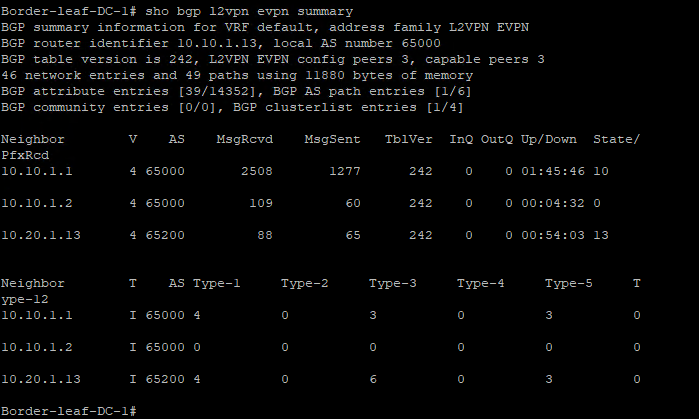 Border-leaf-DC-1# sho bgp l2vpn evpn summary
BGP summary information for VRF default, address family L2VPN EVPN
BGP router identifier 10.10.1.13, local AS number 65000
BGP table version is 242, L2VPN EVPN config peers 3, capable peers 3
46 network entries and 49 paths using 11880 bytes of memory
BGP attribute entries [39/14352], BGP AS path entries [1/6]
BGP community entries [0/0], BGP clusterlist entries [1/4]
Neighbor V AS MsgRcvd MsgSent TblVer InQ OutQ Up/Down State/
PfxRcd
10.10.1.1 4 65000 2508 1277 242 0 0 01:45:46 10
10.10.1.2 4 65000 109 60 242 0 0 00:04:32 0
10.20.1.13 4 65200 88 65 242 0 0 00:54:03 13
Neighbor T AS Type-1 Type-2 Type-3 Type-4 Type-5 T
ype-12
10.10.1.1 I 65000 4 0 3 0 3 0
10.10.1.2 I 65000 0 0 0 0 0 0
10.20.1.13 I 65200 4 0 6 0 3 0
Border-leaf-DC-1#